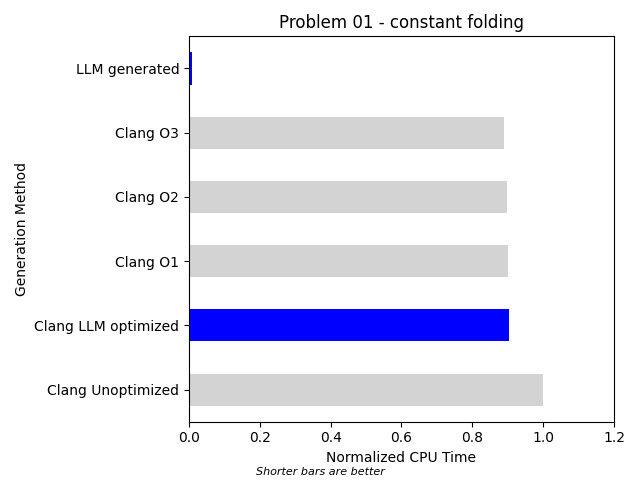 Problem 01 - constant folding
LLM generated
Clang O3
Clang O2
Clang O1
Clang LLM optimized
Clang Unoptimized
Generation Method
0.0 0.2 0.4 0.6 0.8 1.0 1.2
Normalized CPU Time
Shorter bars are better